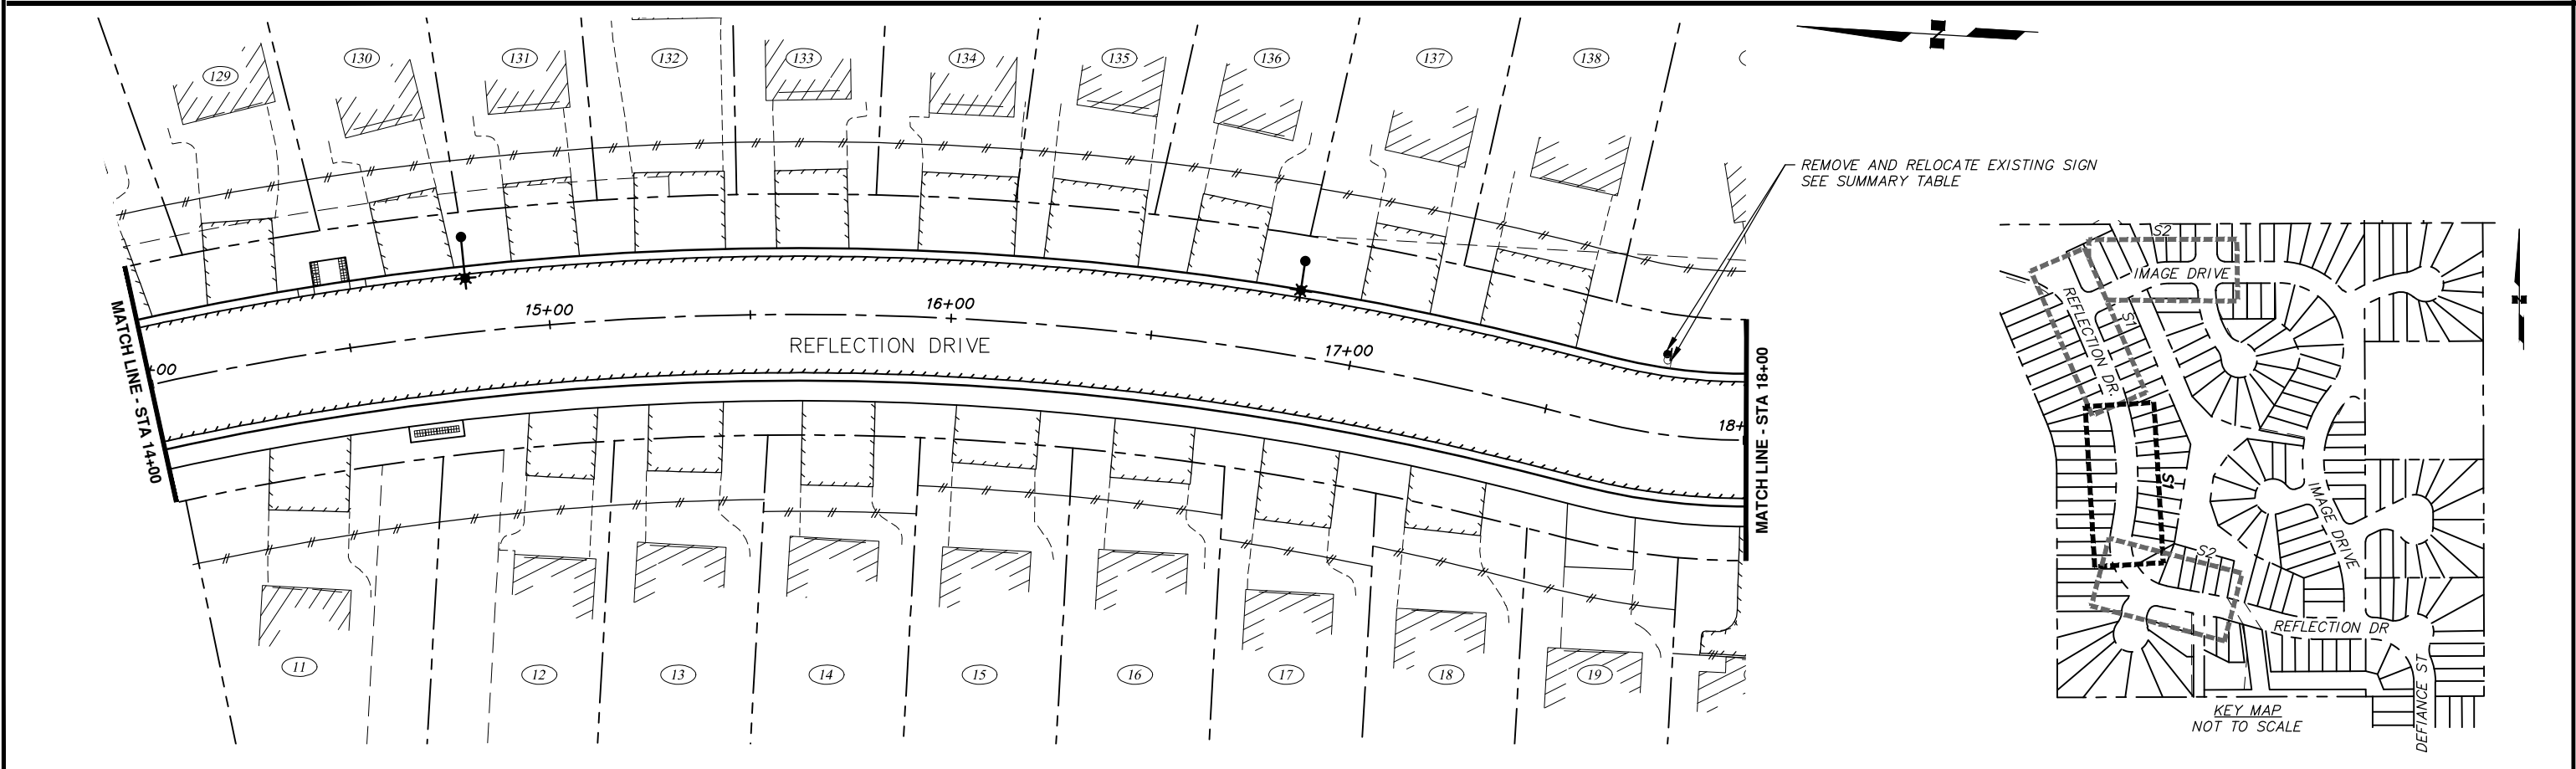 129
130
131
132
133
134
135
136
137
138
REMOVE AND RELOCATE EXISTING SIGN
SEE SUMMARY TABLE
MATCH LINE - STA 14+00
+00
15+00
16+00
17+00
18+
REFLECTION DRIVE
MATCH LINE - STA 18+00
11
12
13
14
15
16
17
18
19
N
N
S2
IMAGE DRIVE
REFLECTION DR.
S1
S1
IMAGE DRIVE
S2
REFLECTION DR
DEFIANCE ST
KEY MAP
NOT TO SCALE